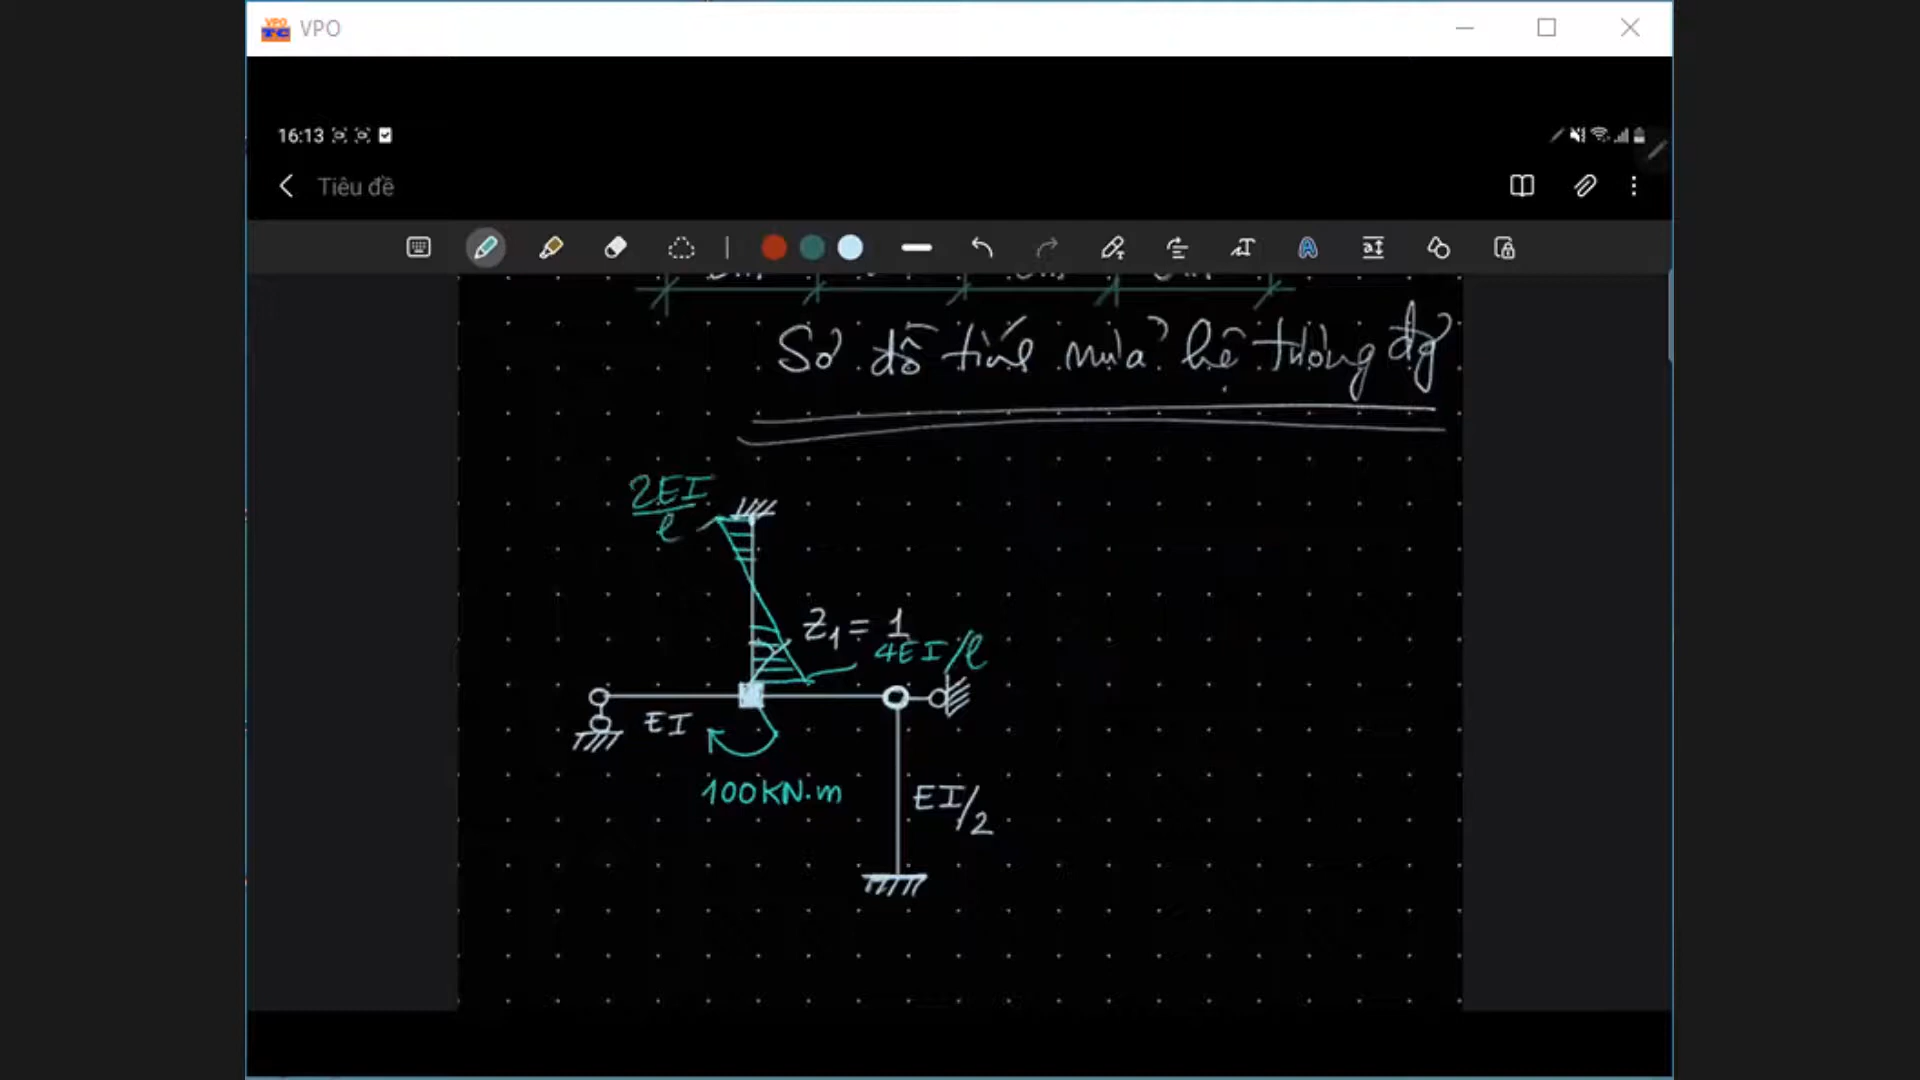 VPO
16:13
Tiêu đề
Sơ đồ tính nửa hệ tương đg
2EI
l
Z₁ = 1
4EI/l
EI
100KN.m
EI/2